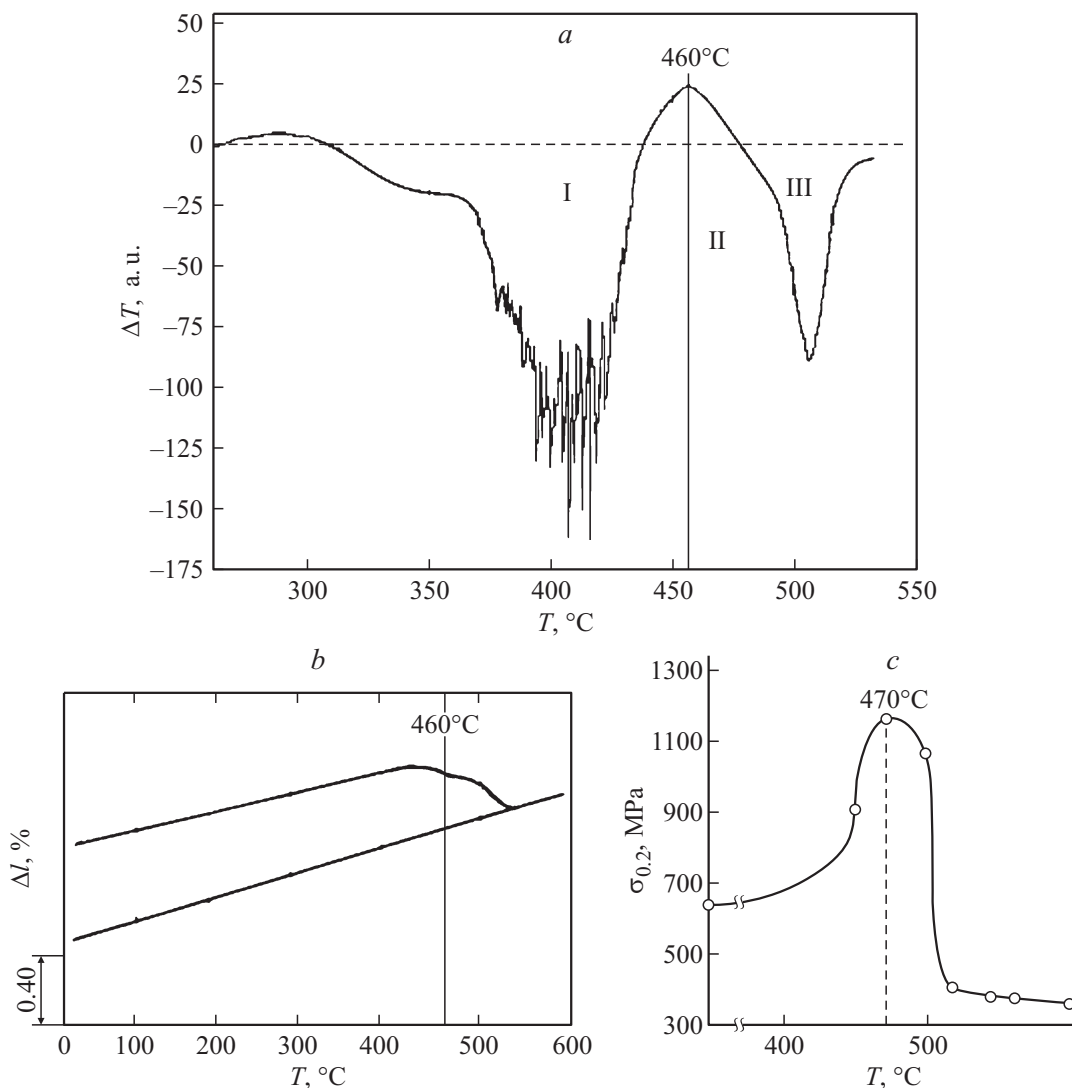 a
50
25
0
–25
–50
–75
–100
–125
–150
–175
ΔT, a. u.
460°C
I
II
III
300
350
400
450
500
550
T, °C
b
460°C
Δl, %
0.40
0
100
200
300
400
500
600
T, °C
c
1300
1100
900
700
500
300
σ0.2, MPa
470°C
400
500
T, °C